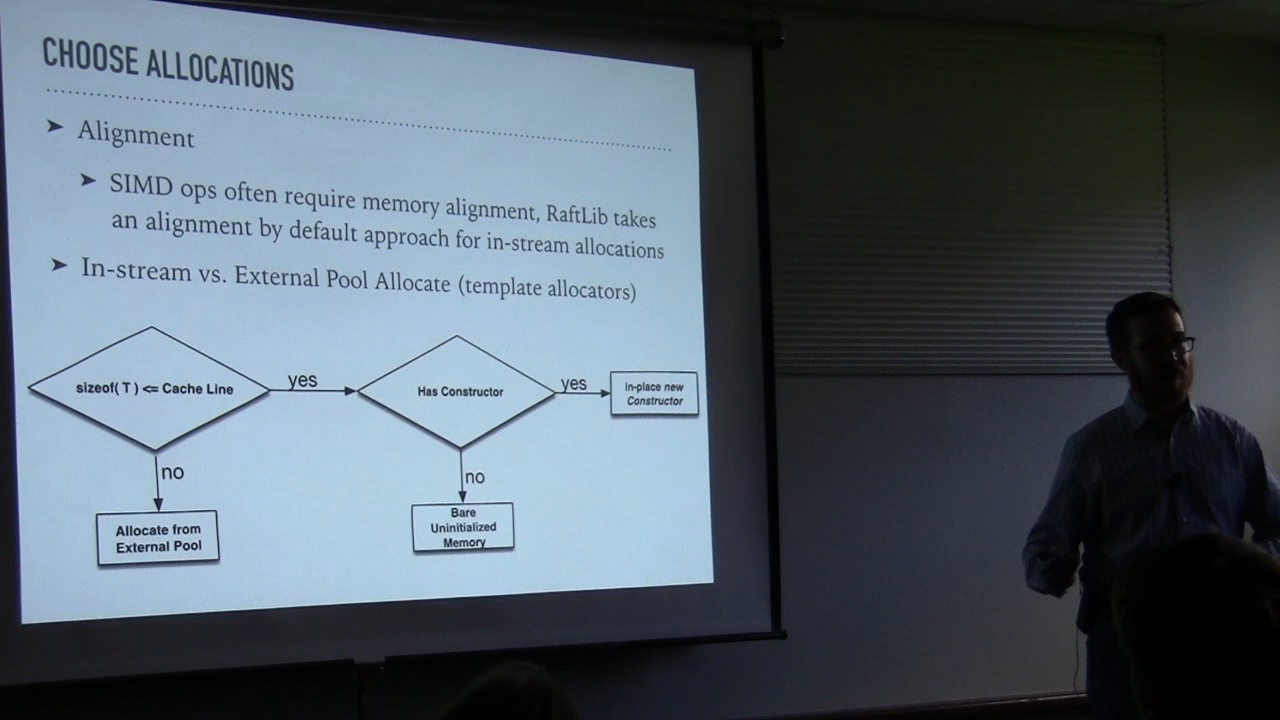 CHOOSE ALLOCATIONS
➤ Alignment
➤ SIMD ops often require memory alignment, RaftLib takes
an alignment by default approach for in-stream allocations
➤ In-stream vs. External Pool Allocate (template allocators)
sizeof( T ) <= Cache Line
yes
Has Constructor
yes
in-place new
Constructor
no
no
Allocate from
External Pool
Bare
Uninitialized
Memory